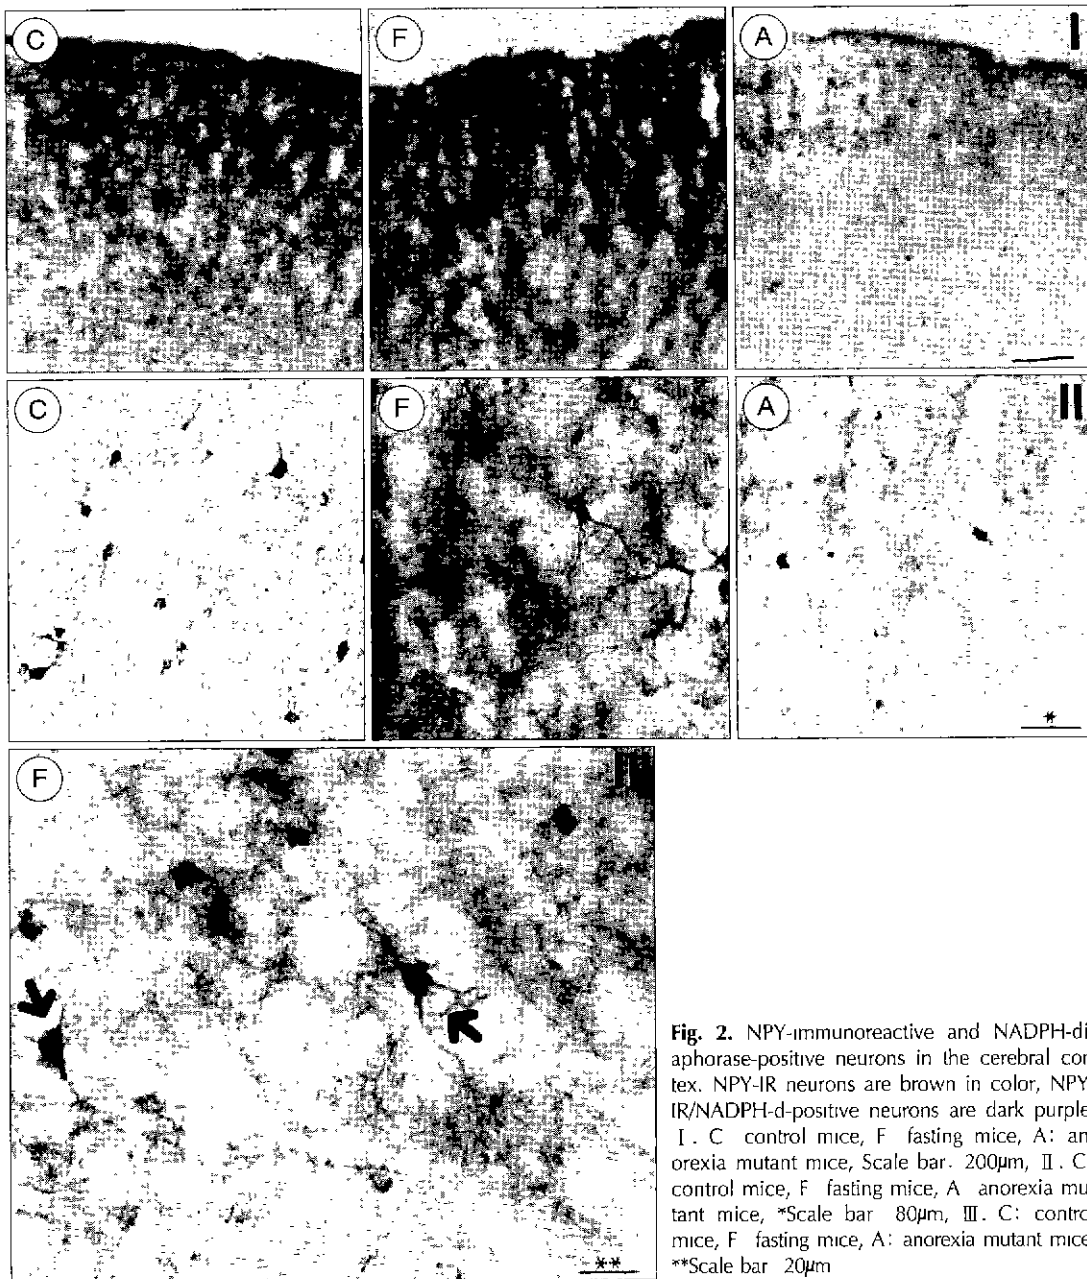 C
F
A
I
C
F
A
II
*
F
III
**
Fig. 2. NPY-immunoreactive and NADPH-di
aphorase-positive neurons in the cerebral cor
tex. NPY-IR neurons are brown in color, NPY
IR/NADPH-d-positive neurons are dark purple
I . C control mice, F fasting mice, A: an
orexia mutant mice, Scale bar. 200μm, II . C
control mice, F fasting mice, A anorexia mu
tant mice, *Scale bar 80μm, III. C: contro
mice, F fasting mice, A: anorexia mutant mice
**Scale bar 20μm